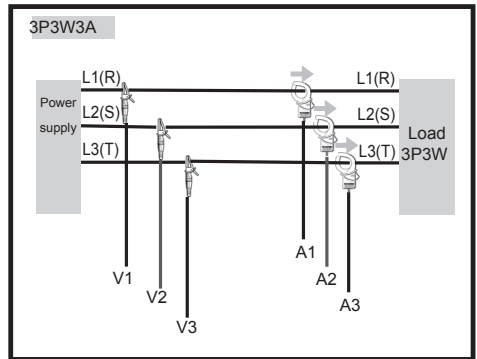 3P3W3A
L1(R) L1(R)
Power supply
L2(S) L2(S)
Load 3P3W
L3(T) L3(T)
A1
V1 A2
V2 A3
V3